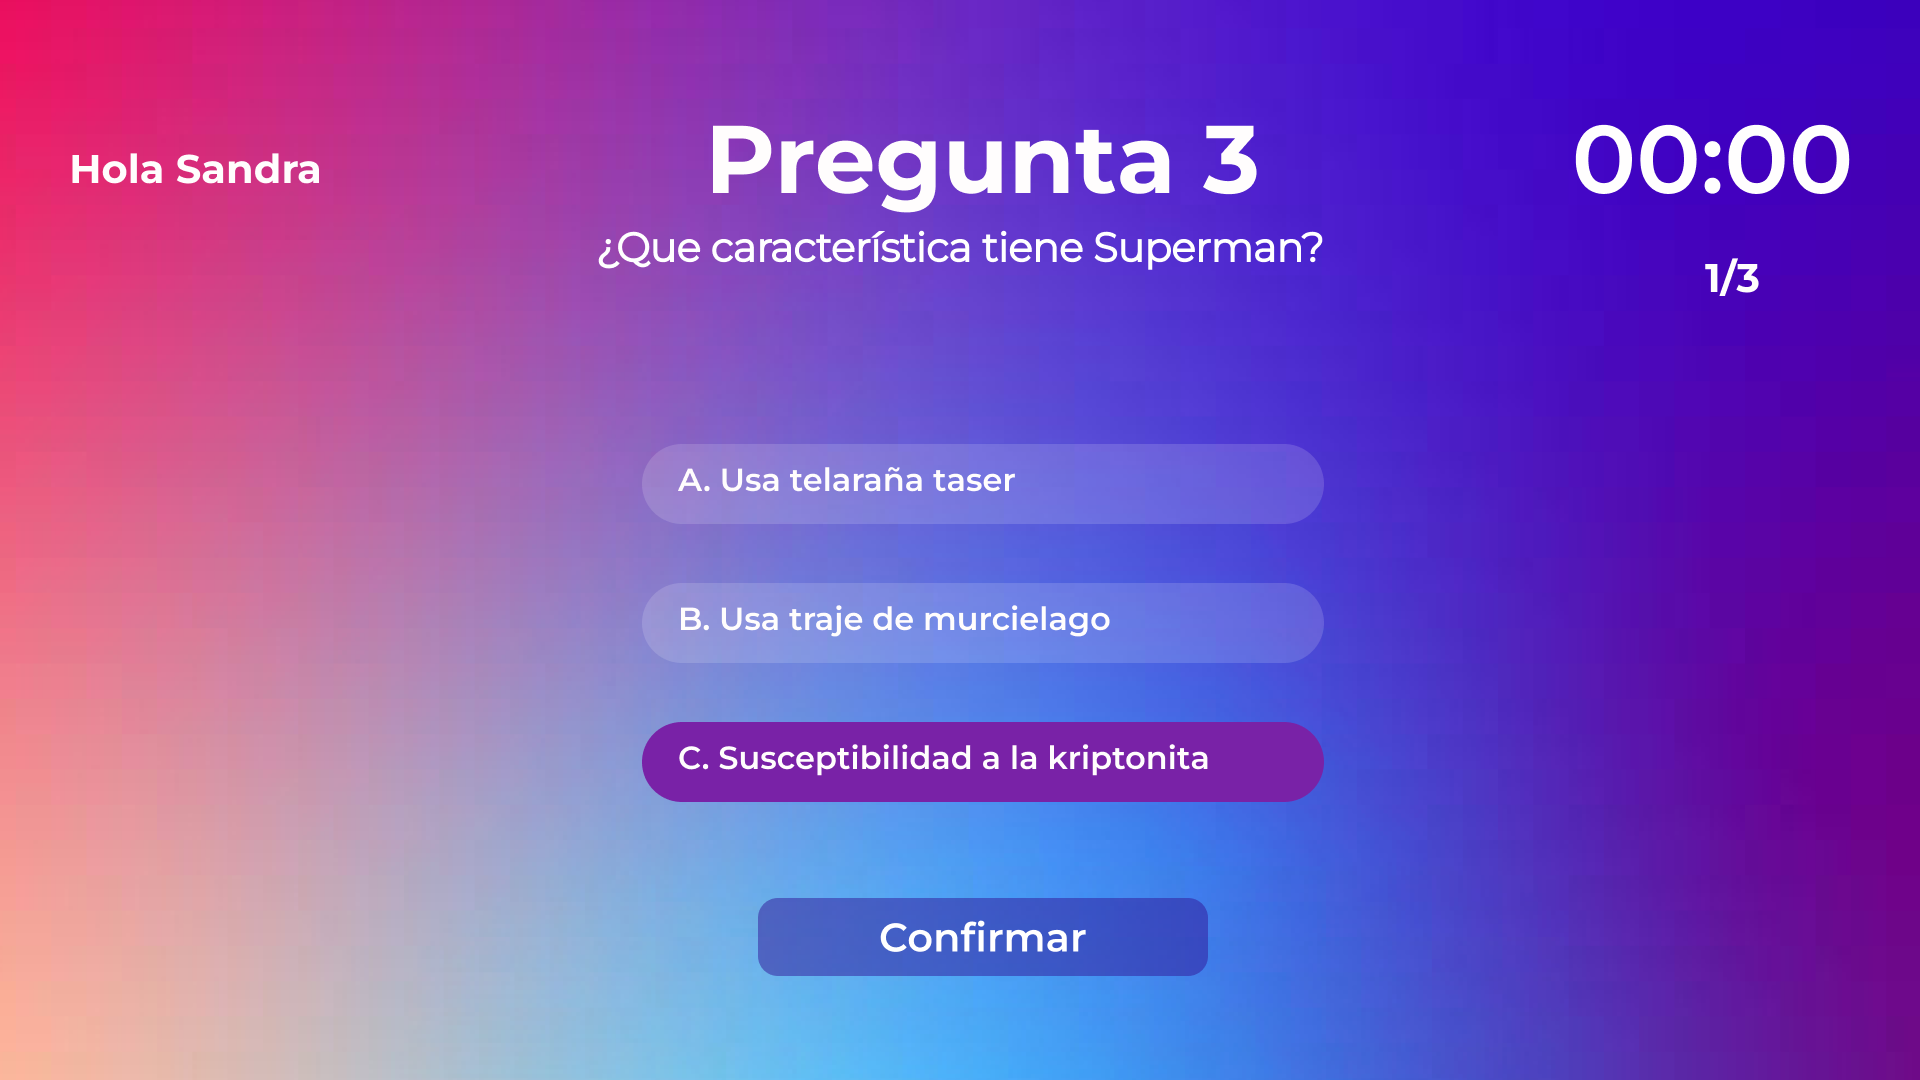 Hola Sandra
Pregunta 3
00:00
¿Que característica tiene Superman?
1/3
A. Usa telaraña taser
B. Usa traje de murcielago
C. Susceptibilidad a la kriptonita
Confirmar